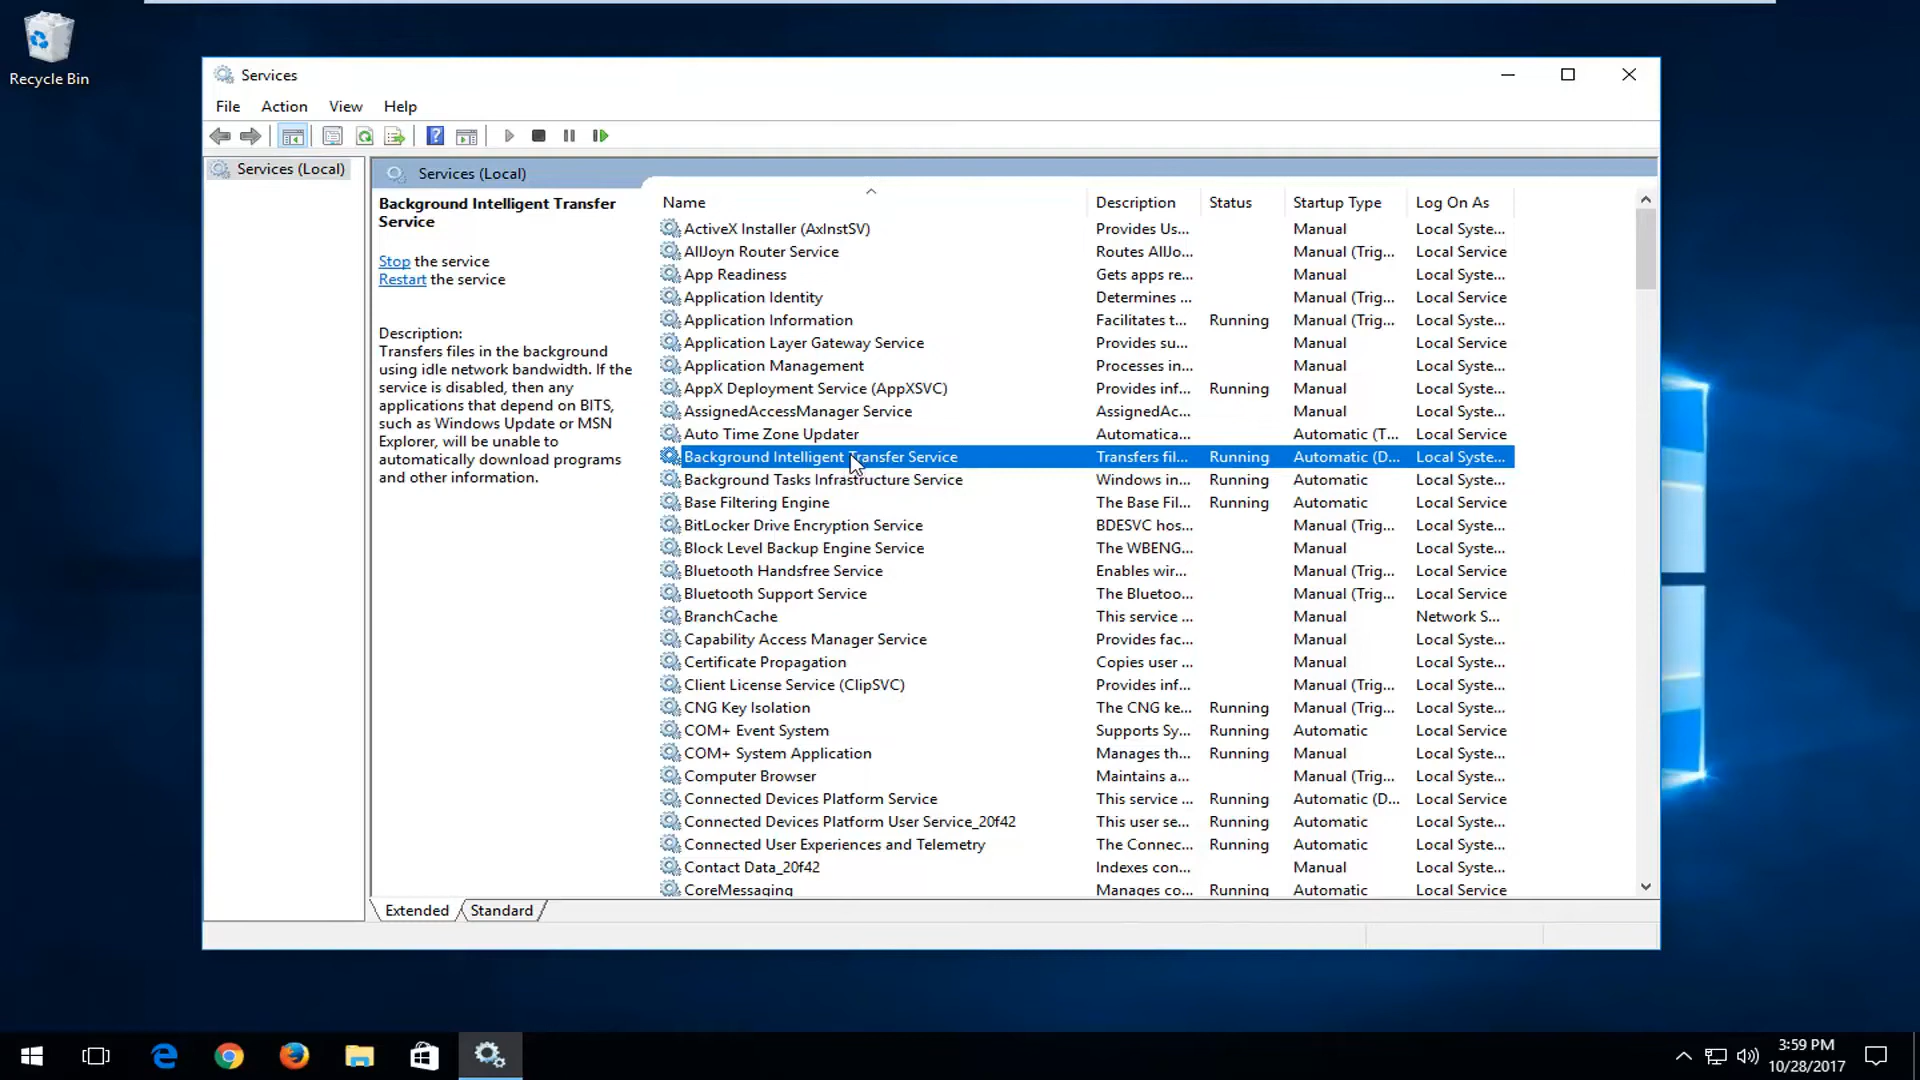 Recycle Bin
Services
File Action View Help
Services (Local)
Services (Local)
Background Intelligent Transfer
Service
Stop the service
Restart the service
Description:
Transfers files in the background
using idle network bandwidth. If the
service is disabled, then any
applications that depend on BITS,
such as Windows Update or MSN
Explorer, will be unable to
automatically download programs
and other information.
Name Description Status Startup Type Log On As
ActiveX Installer (AxInstSV) Provides Us... Manual Local Syste...
AllJoyn Router Service Routes AllJo... Manual (Trig... Local Service
App Readiness Gets apps re... Manual Local Syste...
Application Identity Determines ... Manual (Trig... Local Service
Application Information Facilitates t... Running Manual (Trig... Local Syste...
Application Layer Gateway Service Provides su... Manual Local Service
Application Management Processes in... Manual Local Syste...
AppX Deployment Service (AppXSVC) Provides inf... Running Manual Local Syste...
AssignedAccessManager Service AssignedAc... Manual Local Syste...
Auto Time Zone Updater Automatica... Automatic (T... Local Service
Background Intelligent Transfer Service Transfers fil... Running Automatic (D... Local Syste...
Background Tasks Infrastructure Service Windows in... Running Automatic Local Syste...
Base Filtering Engine The Base Fil... Running Automatic Local Service
BitLocker Drive Encryption Service BDESVC hos... Manual (Trig... Local Syste...
Block Level Backup Engine Service The WBENG... Manual Local Syste...
Bluetooth Handsfree Service Enables wir... Manual (Trig... Local Service
Bluetooth Support Service The Bluetoo... Manual (Trig... Local Service
BranchCache This service ... Manual Network S...
Capability Access Manager Service Provides fac... Manual Local Syste...
Certificate Propagation Copies user ... Manual Local Syste...
Client License Service (ClipSVC) Provides inf... Manual (Trig... Local Syste...
CNG Key Isolation The CNG ke... Running Manual (Trig... Local Syste...
COM+ Event System Supports Sy... Running Automatic Local Service
COM+ System Application Manages th... Running Manual Local Syste...
Computer Browser Maintains a... Manual (Trig... Local Syste...
Connected Devices Platform Service This service ... Running Automatic (D... Local Service
Connected Devices Platform User Service_20f42 This user se... Running Automatic Local Syste...
Connected User Experiences and Telemetry The Connec... Running Automatic Local Syste...
Contact Data_20f42 Indexes con... Manual Local Syste...
CoreMessaging Manages co... Running Automatic Local Service
Extended Standard
3:59 PM
10/28/2017